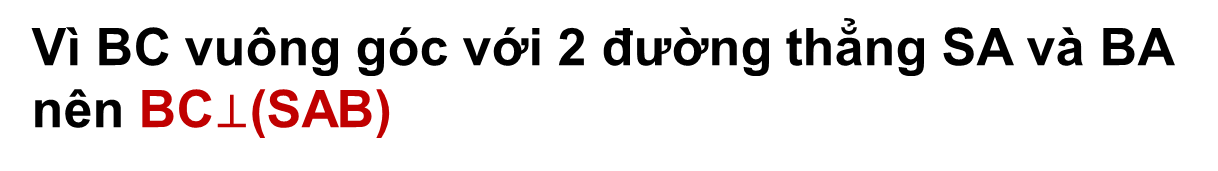 Vì BC vuông góc với 2 đường thẳng SA và BA
nên BC⊥(SAB)